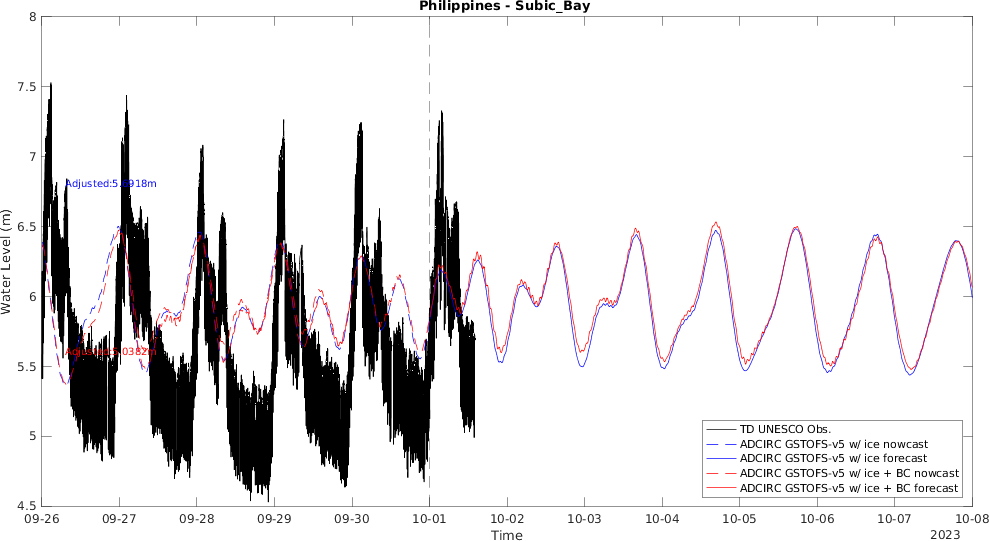 Philippines - Subic_Bay
8
7.5
7
6.5
6
5.5
5
4.5
Water Level (m)
TD UNESCO Obs.
ADCIRC GSTOFS-v5 w/ ice nowcast
ADCIRC GSTOFS-v5 w/ ice forecast
ADCIRC GSTOFS-v5 w/ ice + BC nowcast
ADCIRC GSTOFS-v5 w/ ice + BC forecast
09-26 09-27 09-28 09-29 09-30 10-01 10-02 10-03 10-04 10-05 10-06 10-07 10-08
Time
2023